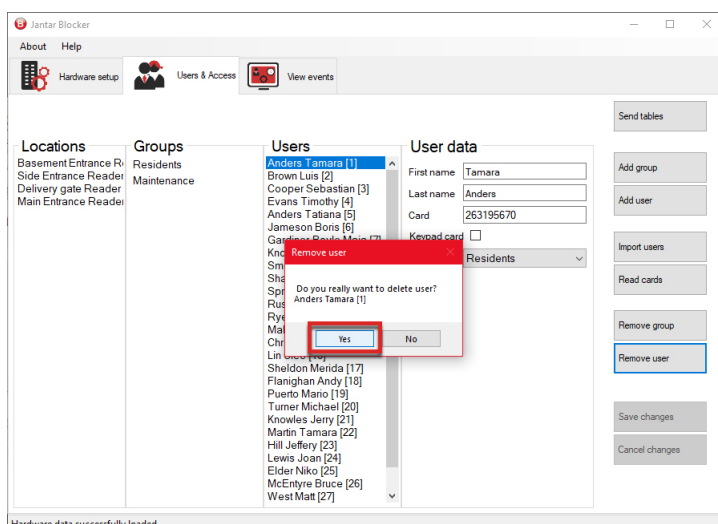 Jantar Blocker
About Help
Hardware setup
Users & Access
View events
Send tables
Locations
Basement Entrance R
Side Entrance Reader
Delivery gate Reader
Main Entrance Reader
Groups
Residents
Maintenance
Users
Anders Tamara [1]
Brown Luis [2]
Cooper Sebastian [3]
Evans Timothy [4]
Anders Tatiana [5]
Jameson Boris [6]
Sheldon Merida [17]
Flanighan Andy [18]
Puerto Mario [19]
Turner Michael [20]
Knowles Jerry [21]
Martin Tamara [22]
Hill Jeffery [23]
Lewis Joan [24]
Elder Niko [25]
McEntyre Bruce [26]
West Matt [27]
User data
First name Tamara
Last name Anders
Card 263195670
Keypad card
Residents
Remove user
Do you really want to delete user?
Anders Tamara [1]
Yes No
Add group
Add user
Import users
Read cards
Remove group
Remove user
Save changes
Cancel changes
Hardware data successfully loaded